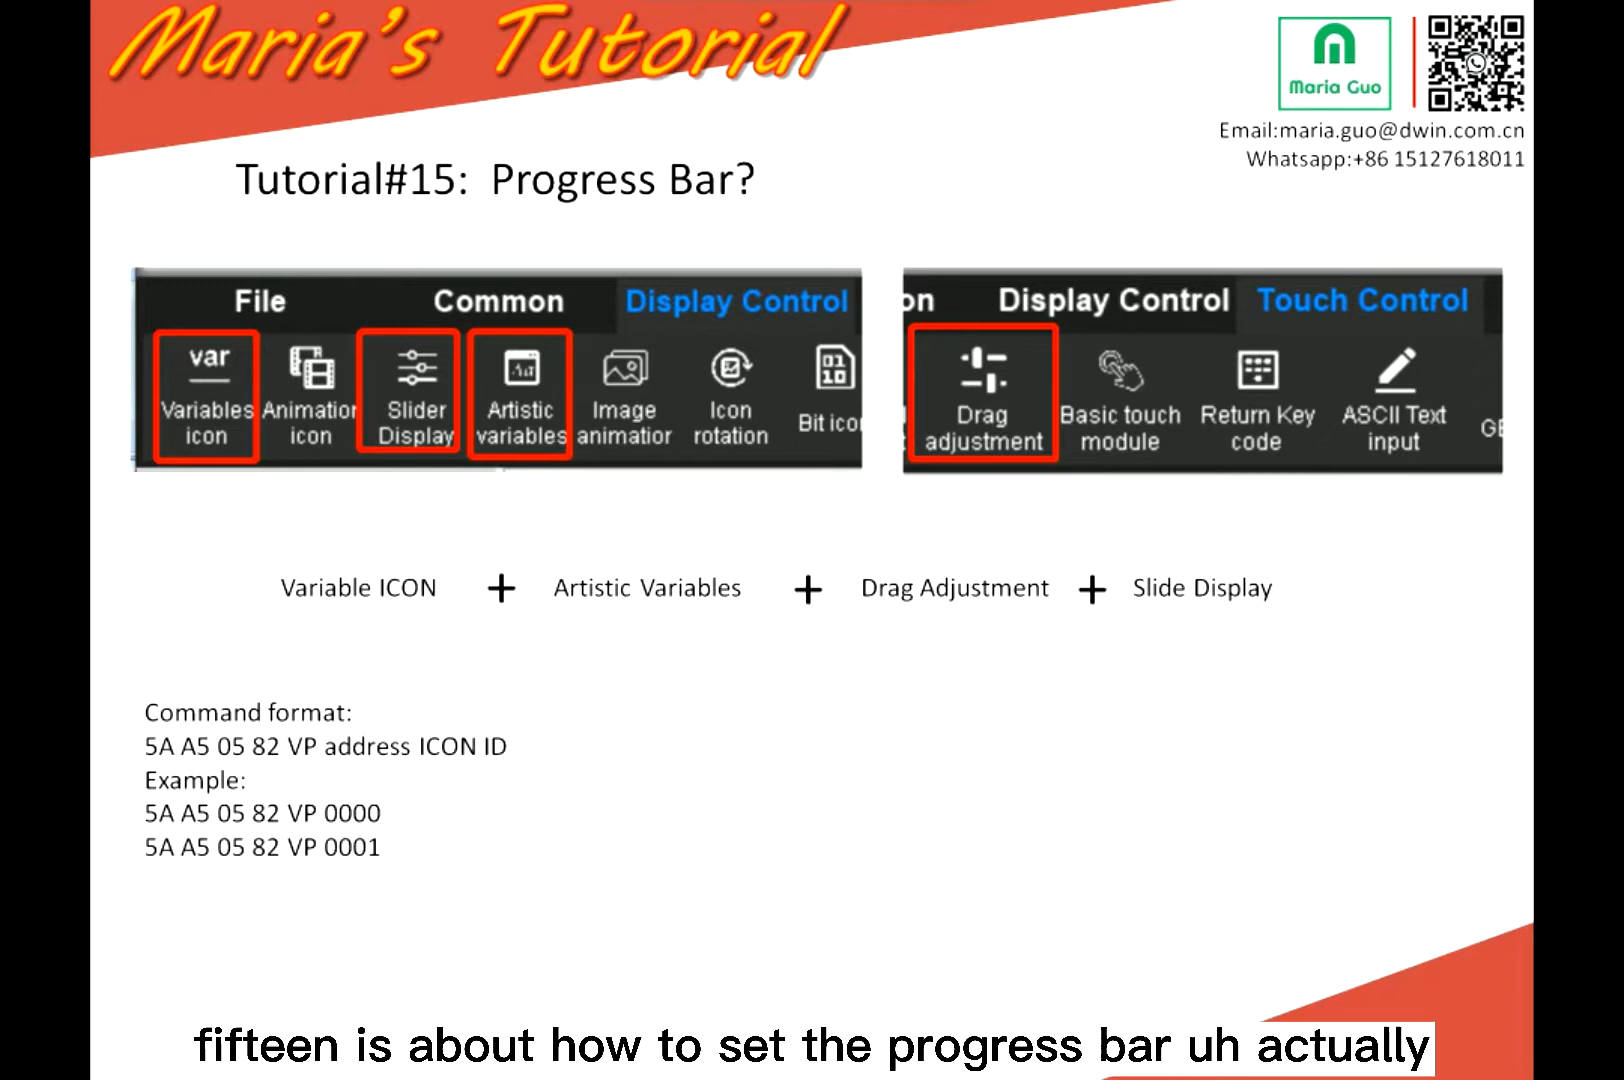 Maria's Tutorial
Maria Guo
Email:maria.guo@dwin.com.cn
Whatsapp:+86 15127618011
Tutorial#15: Progress Bar?
File Common Display Control
var
Variables icon
Animation icon
Slider Display
Artistic variables
Image animation
Icon rotation
Bit ico
on Display Control Touch Control
Drag adjustment
Basic touch module
Return Key code
ASCII Text input
GB
Variable ICON + Artistic Variables + Drag Adjustment + Slide Display
Command format:
5A A5 05 82 VP address ICON ID
Example:
5A A5 05 82 VP 0000
5A A5 05 82 VP 0001
fifteen is about how to set the progress bar uh actually